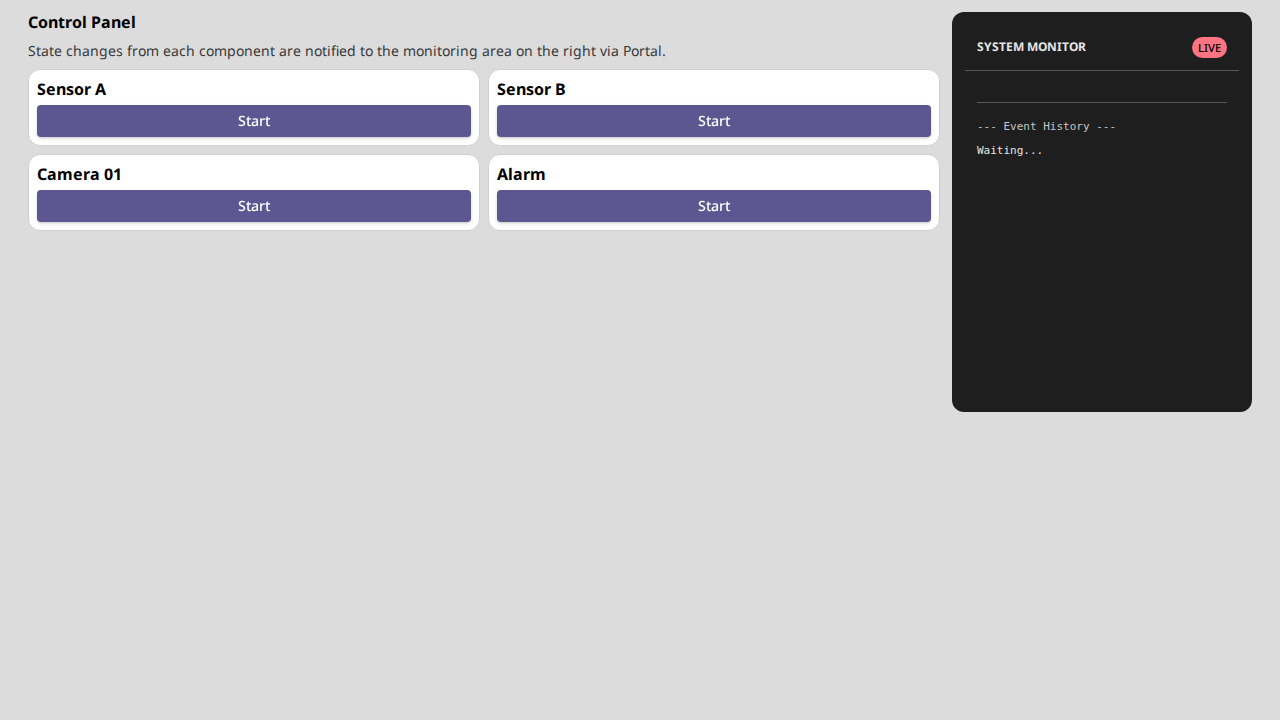 Control Panel
State changes from each component are notified to the monitoring area on the right via Portal.
Sensor A
Start
Sensor B
Start
Camera 01
Start
Alarm
Start
SYSTEM MONITOR
LIVE
--- Event History ---
Waiting...